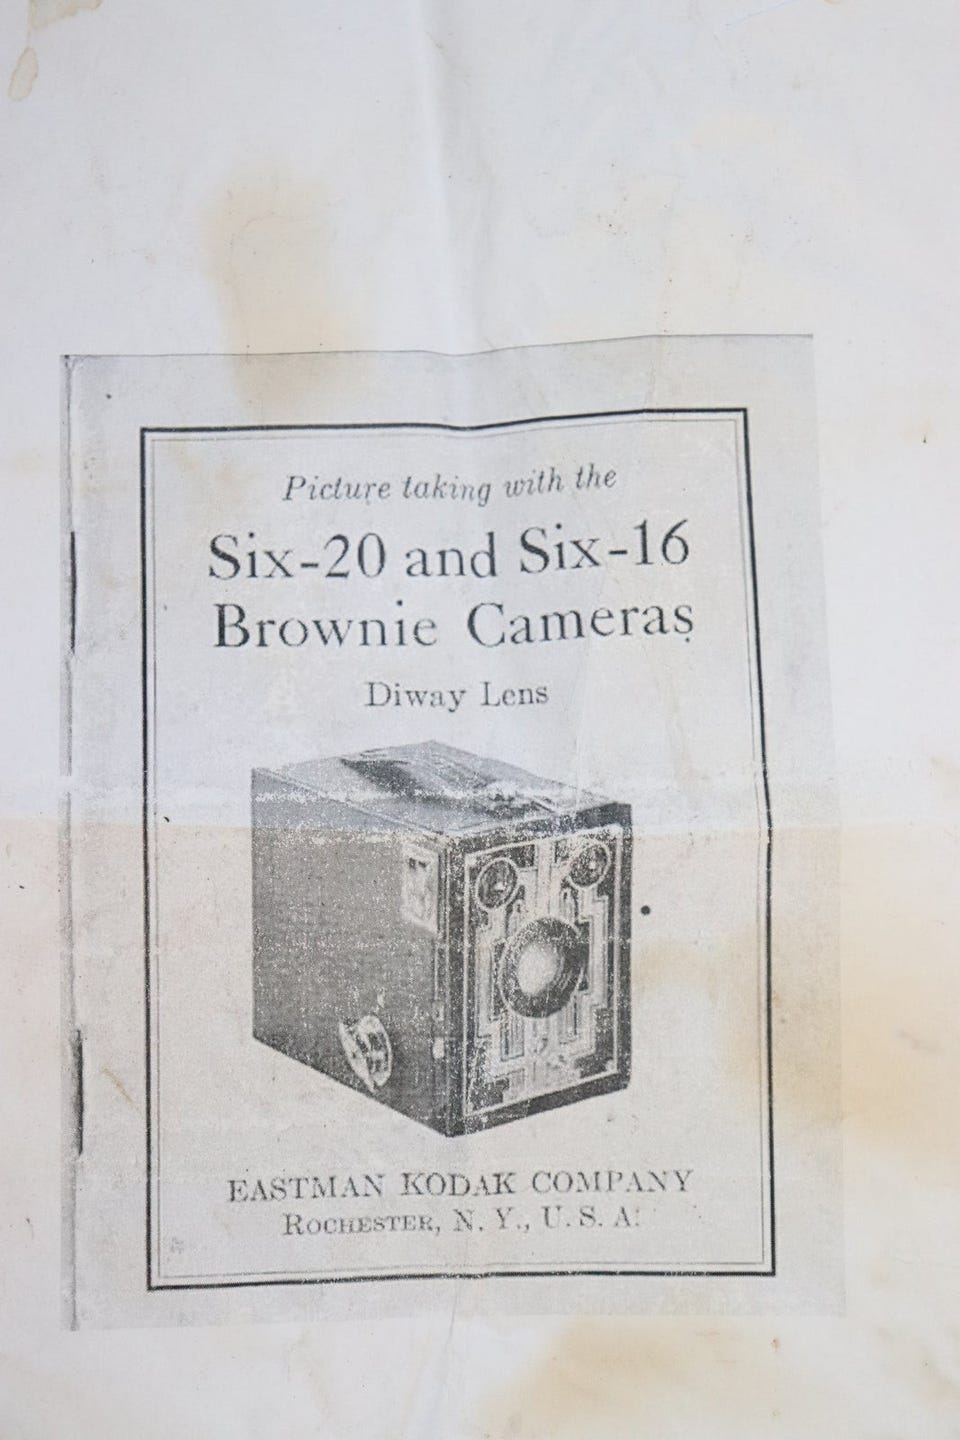 Picture taking with the
Six-20 and Six-16
Brownie Cameras
Diway Lens
EASTMAN KODAK COMPANY
ROCHESTER, N. Y., U. S. A.